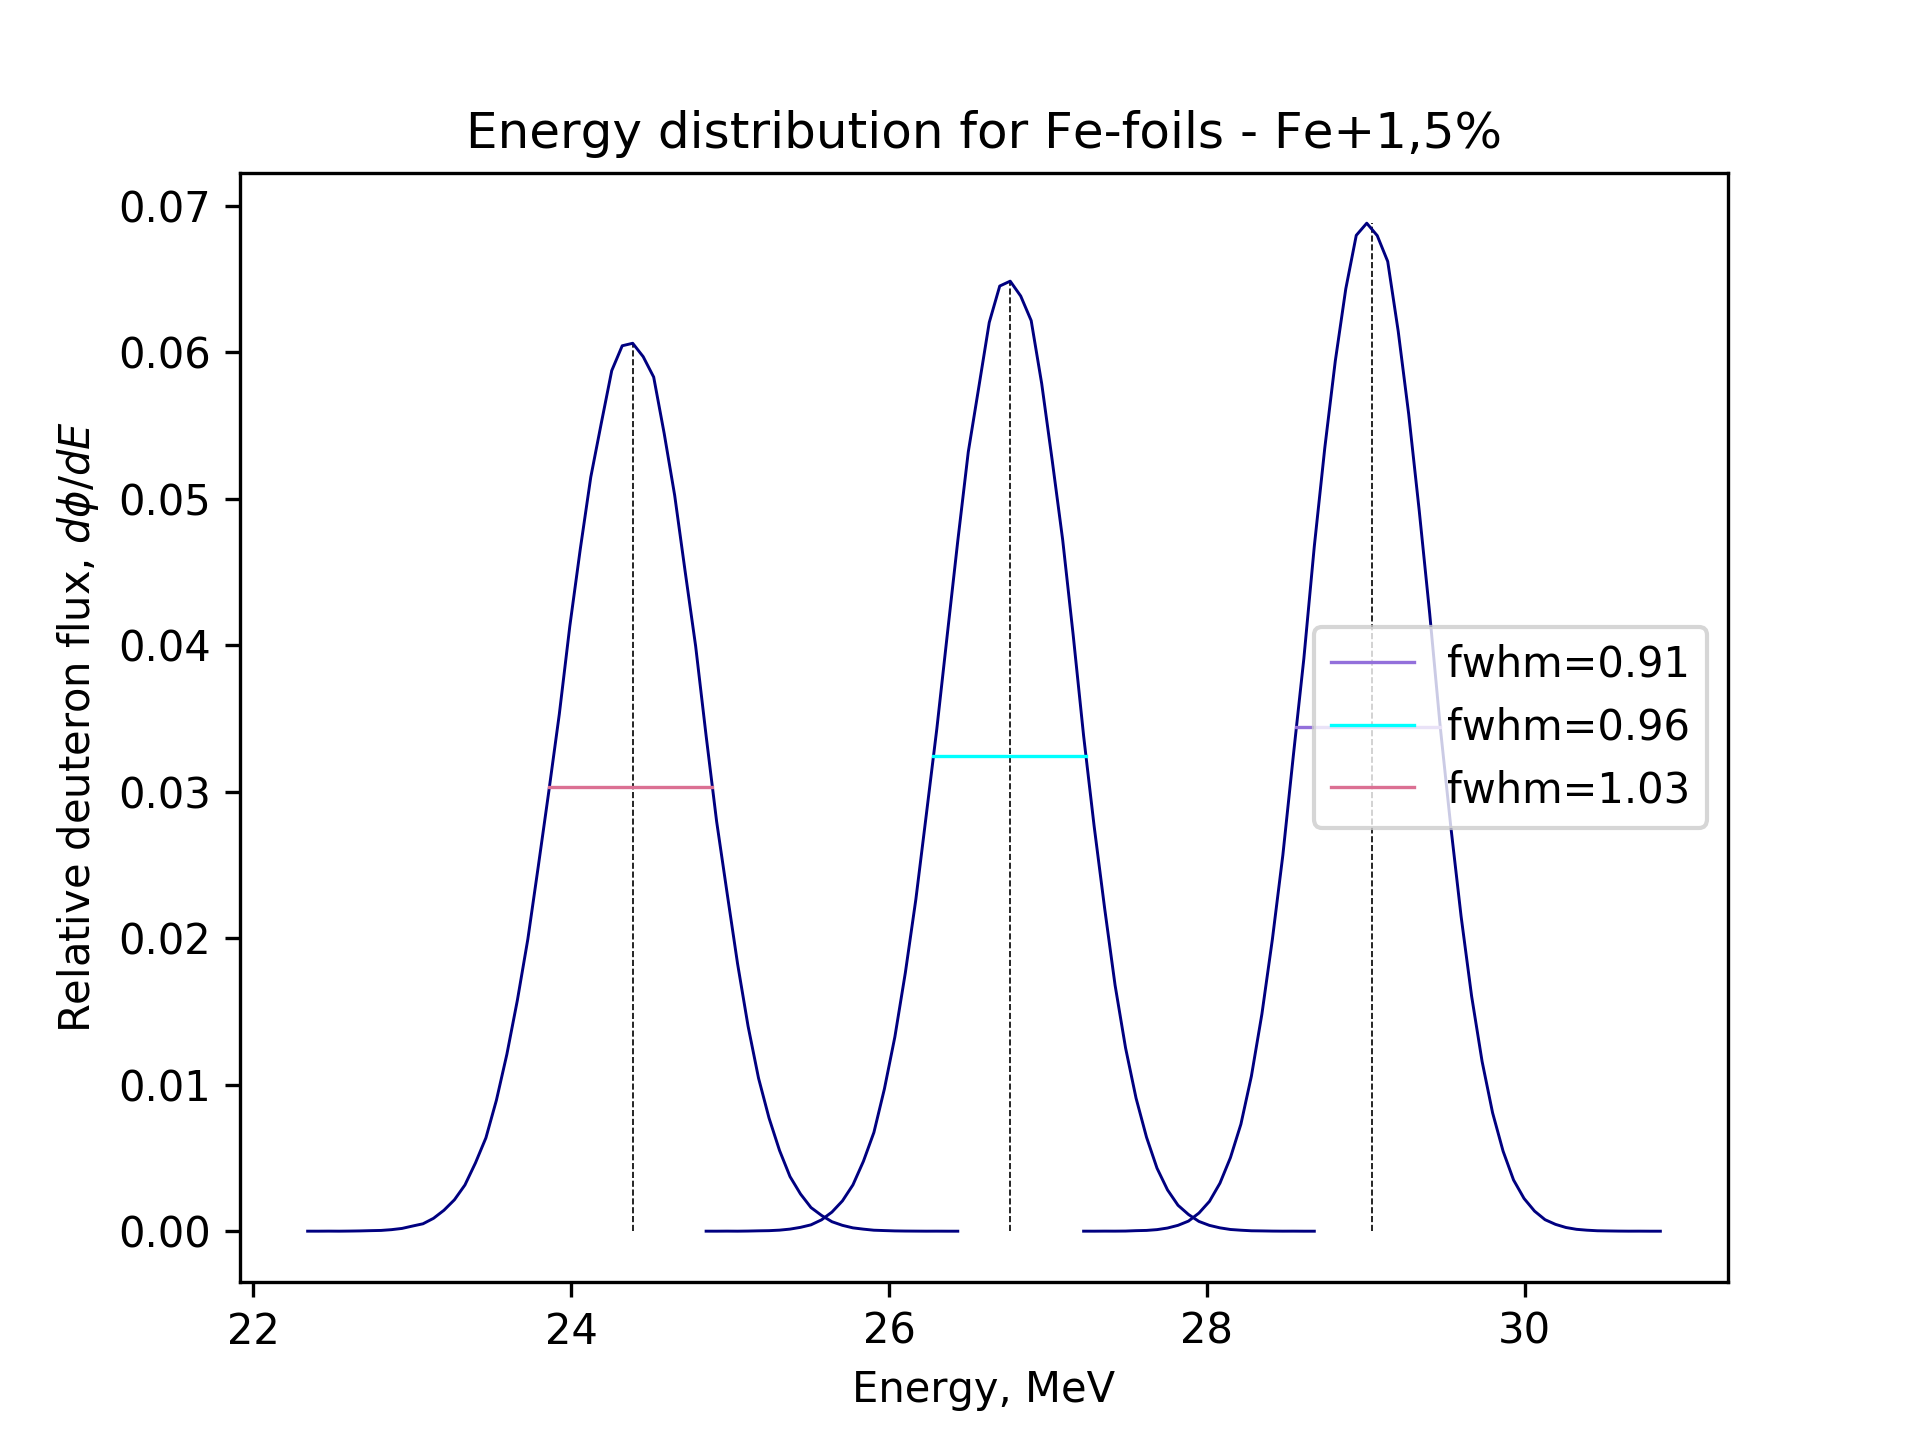 Energy distribution for Fe-foils - Fe+1,5%
Relative deuteron flux, dϕ/dE
0.07
0.06
0.05
0.04
0.03
0.02
0.01
0.00
fwhm=0.91
fwhm=0.96
fwhm=1.03
22 24 26 28 30
Energy, MeV